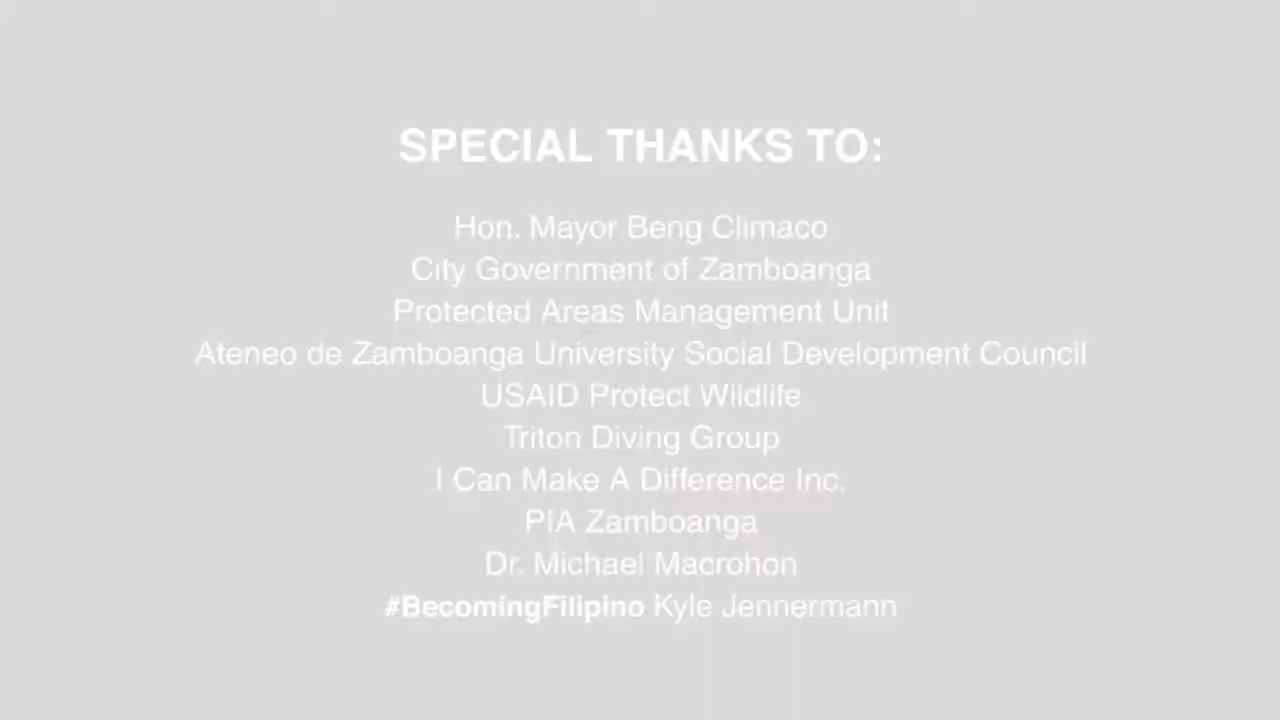 SPECIAL THANKS TO:
Hon. Mayor Beng Climaco
City Government of Zamboanga
Protected Areas Management Unit
Ateneo de Zamboanga University Social Development Council
USAID Protect Wildlife
Triton Diving Group
I Can Make A Difference Inc.
PIA Zamboanga
Dr. Michael Macrohon
#BecomingFilipino Kyle Jennermann